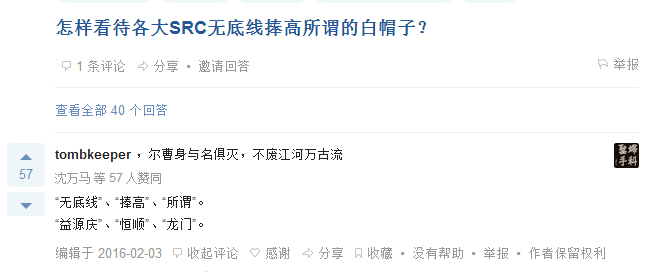 怎样看待各大SRC无底线捧高所谓的白帽子？
1 条评论 分享 • 邀请回答 举报
查看全部 40 个回答
tombkeeper ，尔曹身与名俱灭，不废江河万古流
57
沈万马 等 57 人赞同
“无底线”、“捧高”、“所谓”。
“益源庆”、“恒顺”、“龙门”。
编辑于 2016-02-03 收起评论 感谢 分享 收藏 • 没有帮助 • 举报 • 作者保留权利